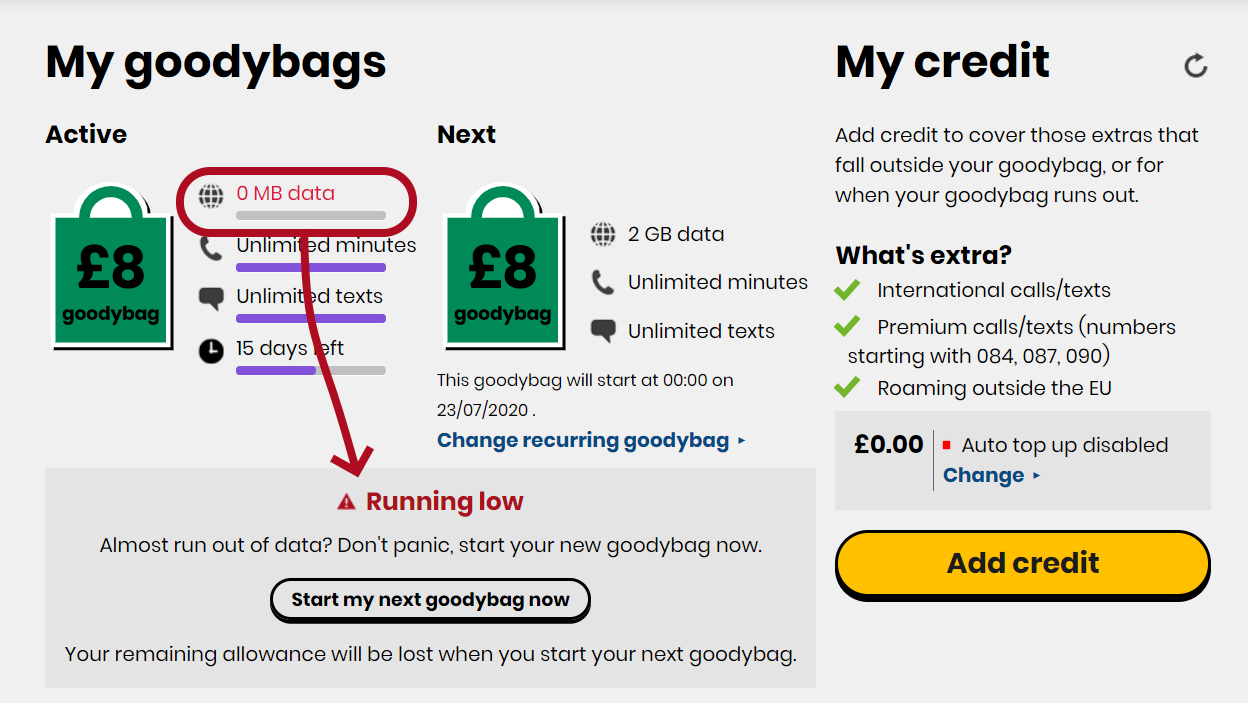 My goodybags
Active
£8
goodybag
0 MB data
Unlimited minutes
Unlimited texts
15 days left
Next
£8
goodybag
2 GB data
Unlimited minutes
Unlimited texts
This goodybag will start at 00:00 on
23/07/2020 .
Change recurring goodybag
Running low
Almost run out of data? Don't panic, start your new goodybag now.
Start my next goodybag now
Your remaining allowance will be lost when you start your next goodybag.
My credit
Add credit to cover those extras that
fall outside your goodybag, or for
when your goodybag runs out.
What's extra?
International calls/texts
Premium calls/texts (numbers
starting with 084, 087, 090)
Roaming outside the EU
£0.00
Auto top up disabled
Change
Add credit